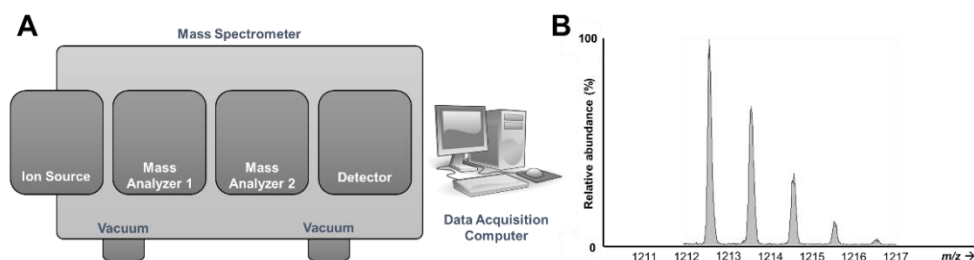 A
Mass Spectrometer
Ion Source
Mass
Analyzer 1
Mass
Analyzer 2
Detector
Vacuum
Vacuum
Data Acquisition
Computer
B
Relative abundance (%)
100
0
1211 1212 1213 1214 1215 1216 1217 m/z →